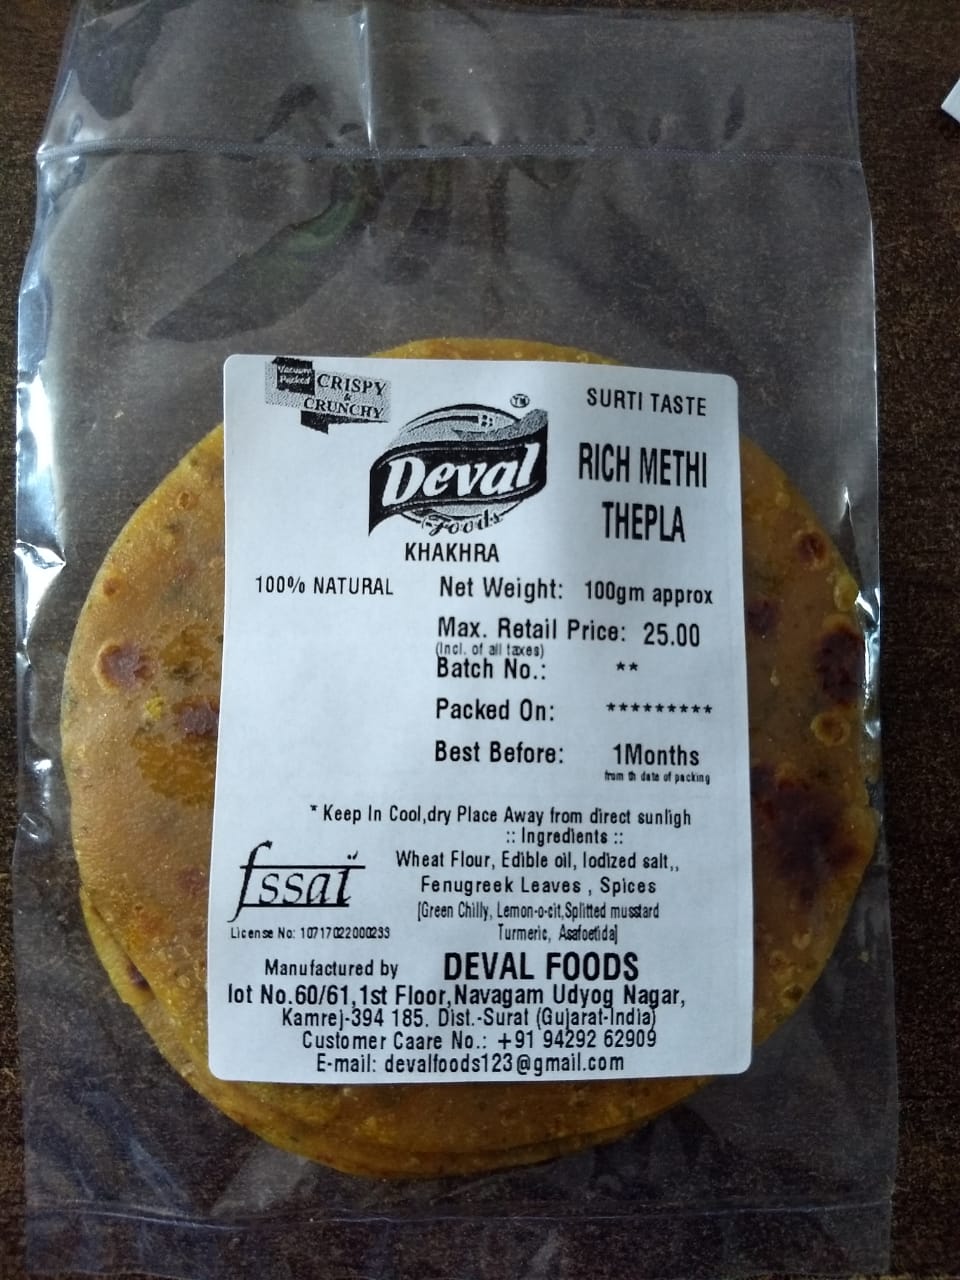 Vacuum
Packed
CRISPY
&
CRUNCHY
TM
Deval
Foods
KHAKHRA
SURTI TASTE
RICH METHI
THEPLA
100% NATURAL
Net Weight: 100gm approx
Max. Retail Price: 25.00
(Incl. of all taxes)
Batch No.: **
Packed On: *********
Best Before: 1Months
from th date of packing
* Keep In Cool,dry Place Away from direct sunligh
:: Ingredients ::
Wheat Flour, Edible oil, Iodized salt,,
Fenugreek Leaves , Spices
[Green Chilly, Lemon-o-cit,Splitted musstard
Turmeric, Asafoetida]
fssai
License No: 10717022000233
Manufactured by DEVAL FOODS
lot No.60/61,1st Floor,Navagam Udyog Nagar,
Kamrej-394 185. Dist.-Surat (Gujarat-India)
Customer Caare No.: +91 94292 62909
E-mail: devalfoods123@gmail.com